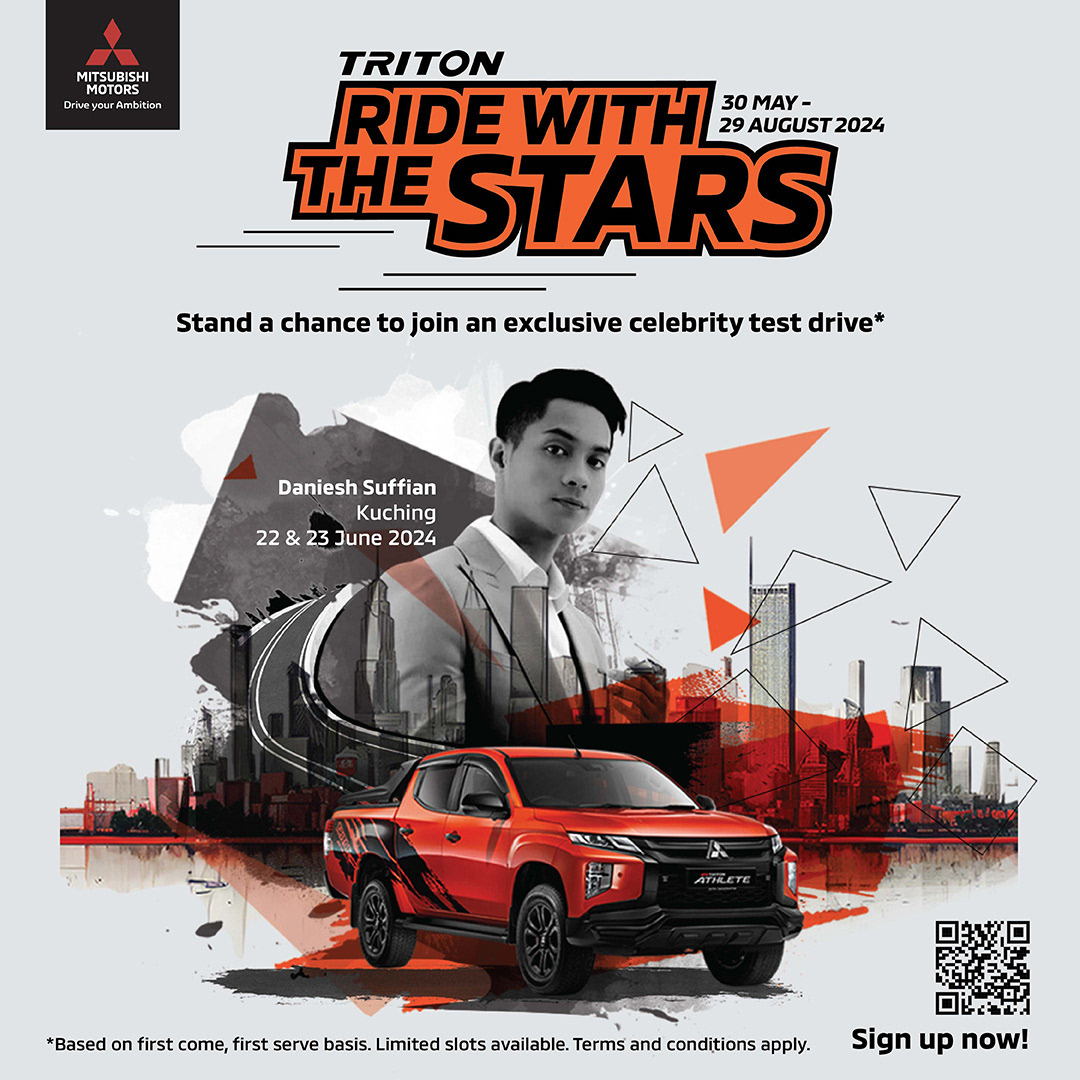 MITSUBISHI
MOTORS
Drive your Ambition
TRITON
RIDE WITH
THE STARS
30 MAY -
29 AUGUST 2024
Stand a chance to join an exclusive celebrity test drive*
Daniesh Suffian
Kuching
22 & 23 June 2024
TRITON
ATHLETE
Sign up now!
*Based on first come, first serve basis. Limited slots available. Terms and conditions apply.